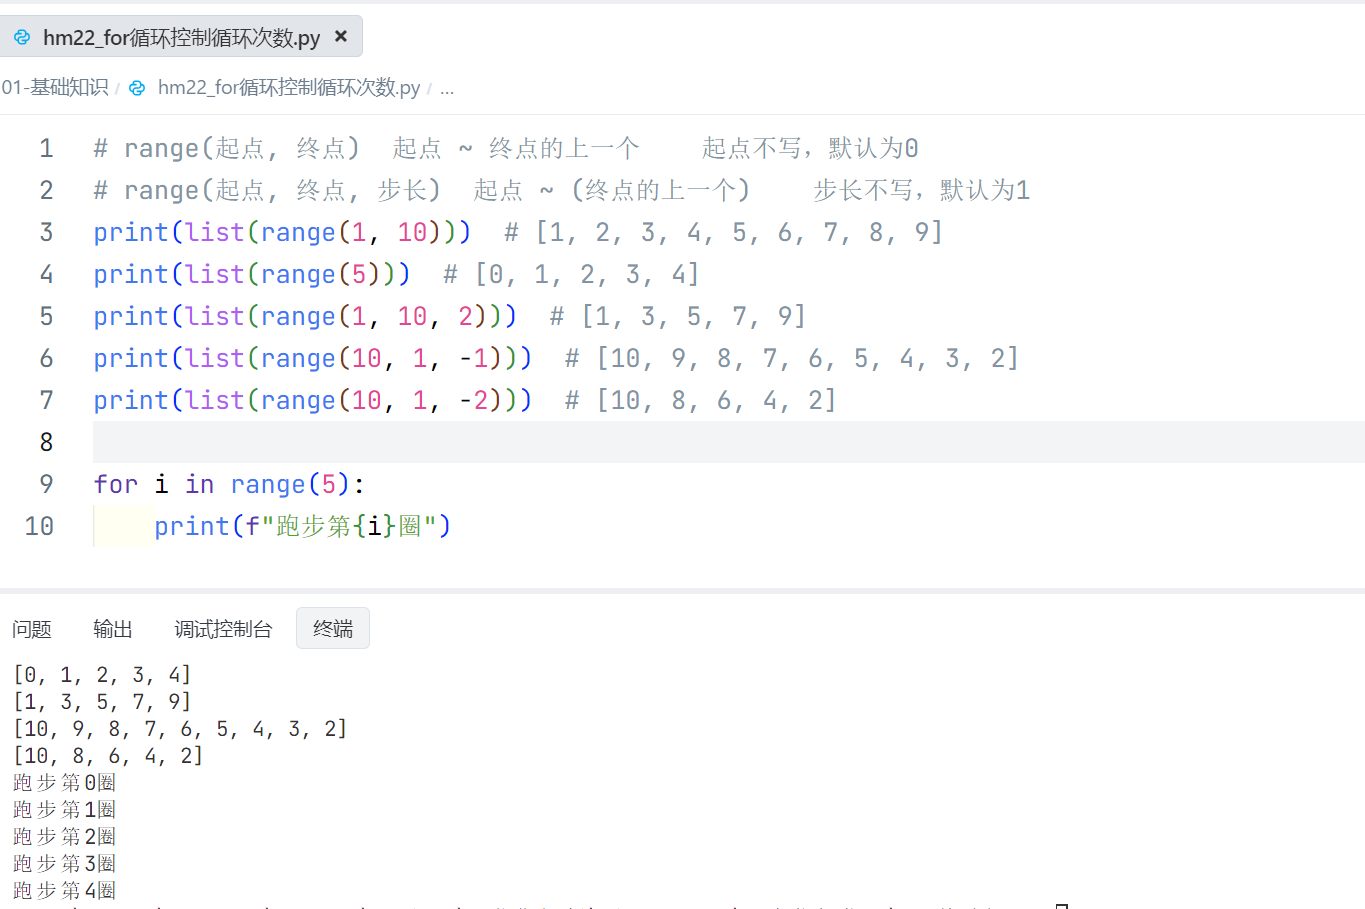 hm22_for循环控制循环次数.py ×
01-基础知识 / hm22_for循环控制循环次数.py / ...
1 # range(起点, 终点)  起点 ~ 终点的上一个    起点不写，默认为0
2 # range(起点, 终点, 步长)  起点 ~ (终点的上一个)    步长不写，默认为1
3 print(list(range(1, 10)))  # [1, 2, 3, 4, 5, 6, 7, 8, 9]
4 print(list(range(5)))  # [0, 1, 2, 3, 4]
5 print(list(range(1, 10, 2)))  # [1, 3, 5, 7, 9]
6 print(list(range(10, 1, -1)))  # [10, 9, 8, 7, 6, 5, 4, 3, 2]
7 print(list(range(10, 1, -2)))  # [10, 8, 6, 4, 2]
8
9 for i in range(5):
10     print(f"跑步第{i}圈")
问题 输出 调试控制台 终端
[0, 1, 2, 3, 4]
[1, 3, 5, 7, 9]
[10, 9, 8, 7, 6, 5, 4, 3, 2]
[10, 8, 6, 4, 2]
跑步第0圈
跑步第1圈
跑步第2圈
跑步第3圈
跑步第4圈